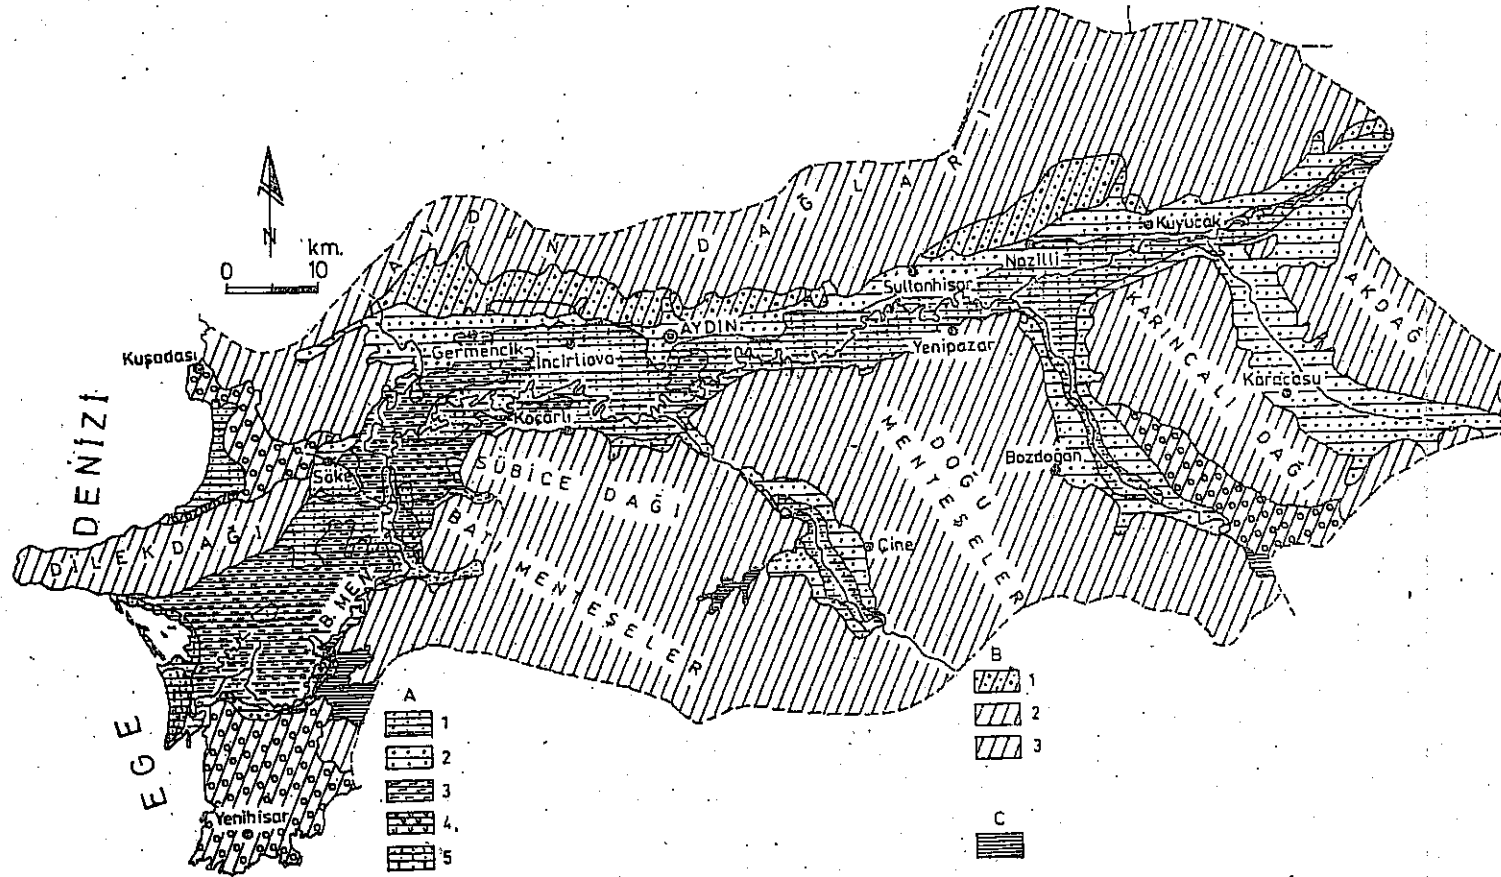 AYDIN DAĞLARI
N
km.
0 10
Kuyucak
Nazilli
Sultanhisar
AKDAĞ
AYDIN
Kuşadası
Germencik
İncirliova
Yenipazar
KARINCALI DAĞI
Karacasu
Koçarlı
DOĞU MENTEŞELER
Bozdoğan
SÜBİCE DAĞI
Söke
EGE DENİZİ
BATI MENTEŞELER
Çine
DİLEKDAĞI
B. MEN
A
1
2
3
4
5
B
1
2
3
C
Yenihisar